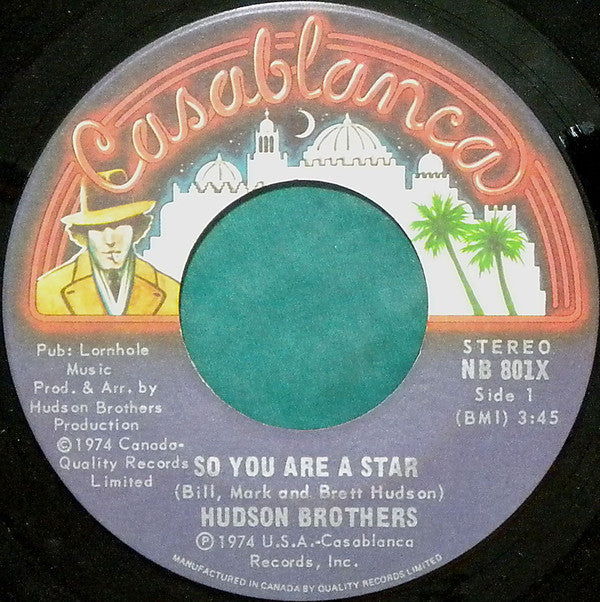 Casablanca
Pub: Lornhole
Music
Prod. & Arr. by
Hudson Brothers
Production
©1974 Canada-
Quality Records
Limited
STEREO
NB 801X
Side 1
(BMI) 3:45
SO YOU ARE A STAR
(Bill, Mark and Brett Hudson)
HUDSON BROTHERS
℗ 1974 U.S.A.-Casablanca
Records, Inc.
MANUFACTURED IN CANADA BY QUALITY RECORDS LIMITED